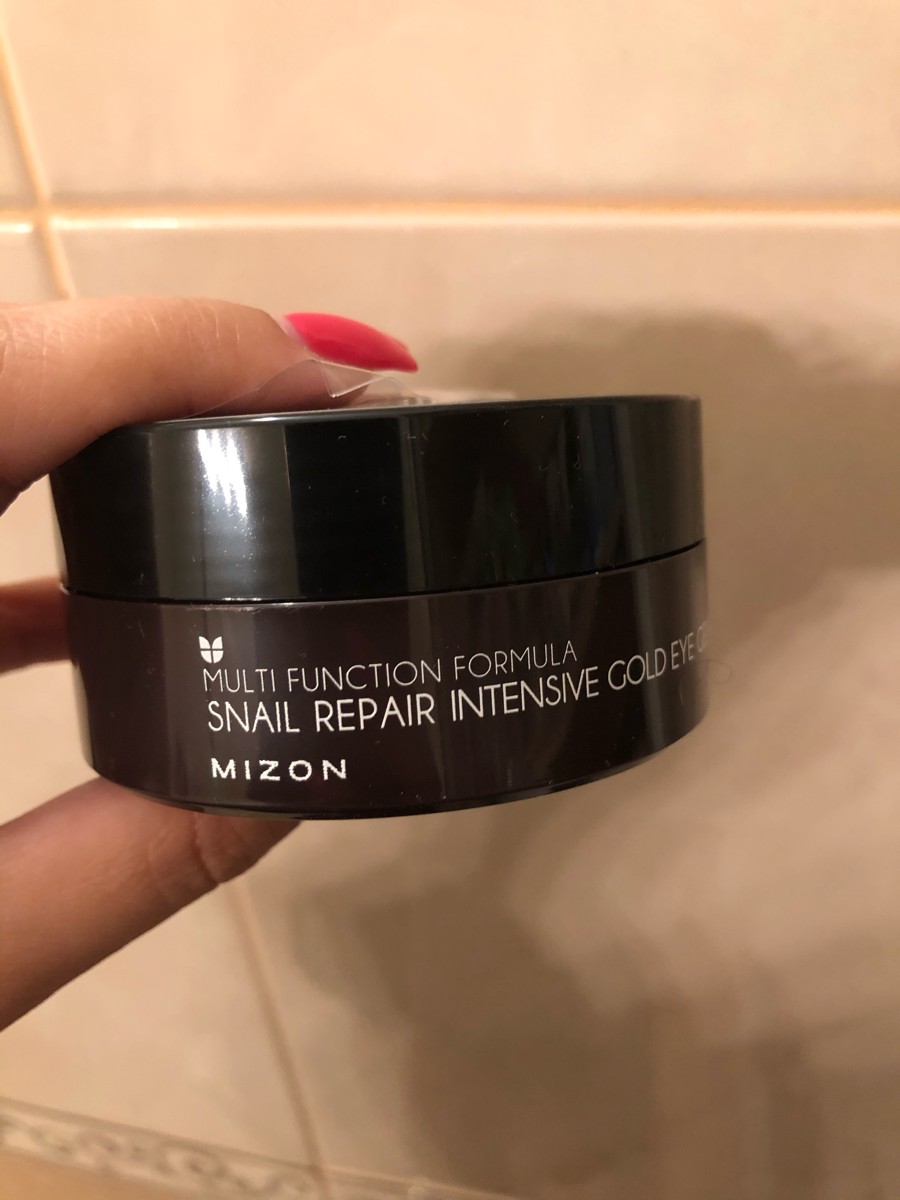 MULTI FUNCTION FORMULA
SNAIL REPAIR INTENSIVE GOLD EYE
MIZON